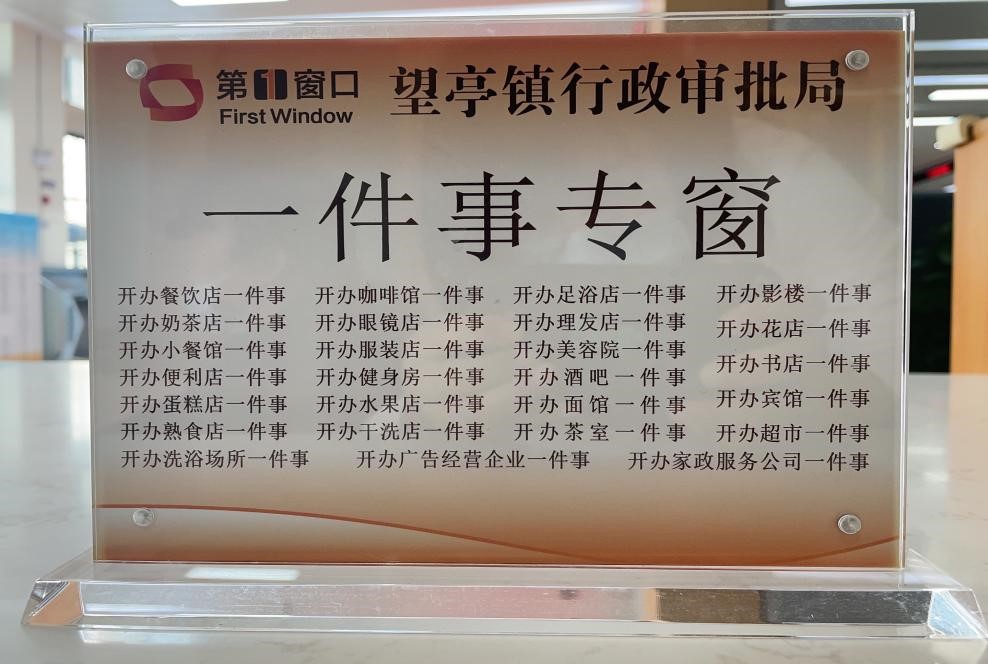 第1窗口 望亭镇行政审批局
First Window
一件事专窗
开办餐饮店一件事 开办咖啡馆一件事 开办足浴店一件事 开办影楼一件事
开办奶茶店一件事 开办眼镜店一件事 开办理发店一件事 开办花店一件事
开办小餐馆一件事 开办服装店一件事 开办美容院一件事 开办书店一件事
开办便利店一件事 开办健身房一件事 开办酒吧一件事 开办宾馆一件事
开办蛋糕店一件事 开办水果店一件事 开办面馆一件事 开办超市一件事
开办熟食店一件事 开办干洗店一件事 开办茶室一件事
开办洗浴场所一件事 开办广告经营企业一件事 开办家政服务公司一件事